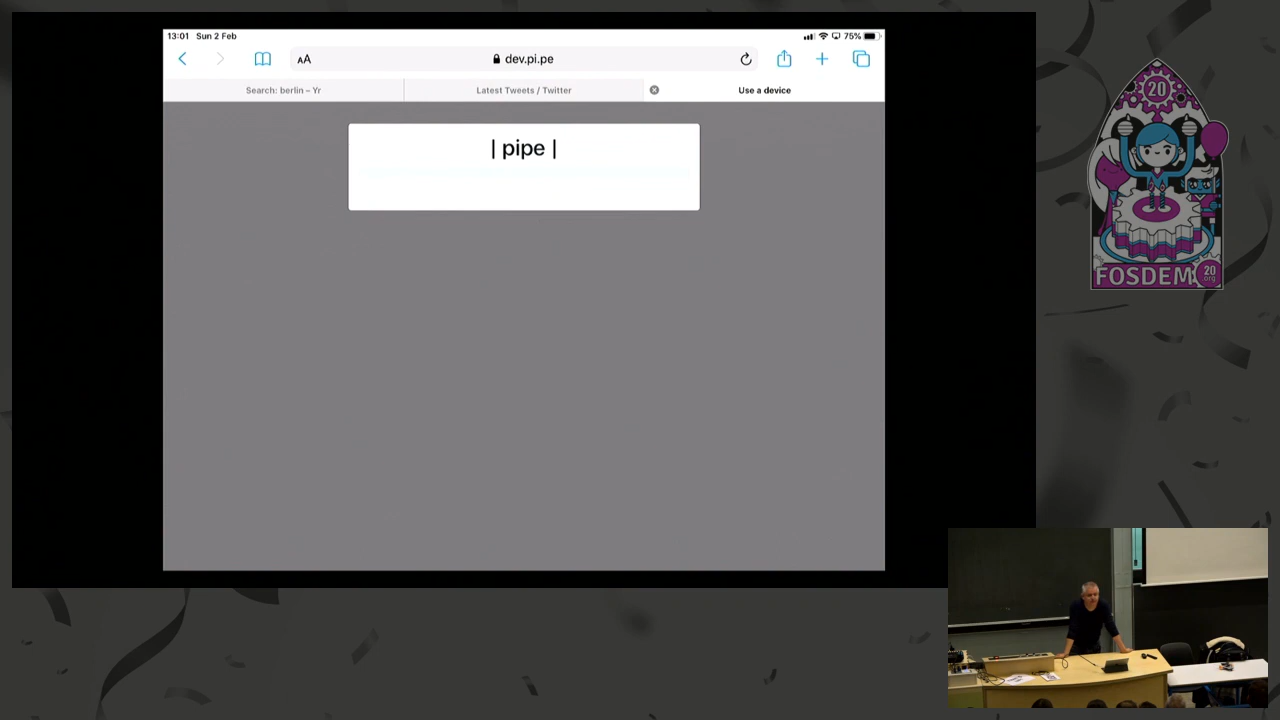 13:01 Sun 2 Feb
75%
AA
dev.pi.pe
Search: berlin – Yr
Latest Tweets / Twitter
Use a device
| pipe |
20
FOSDEM
20
.org